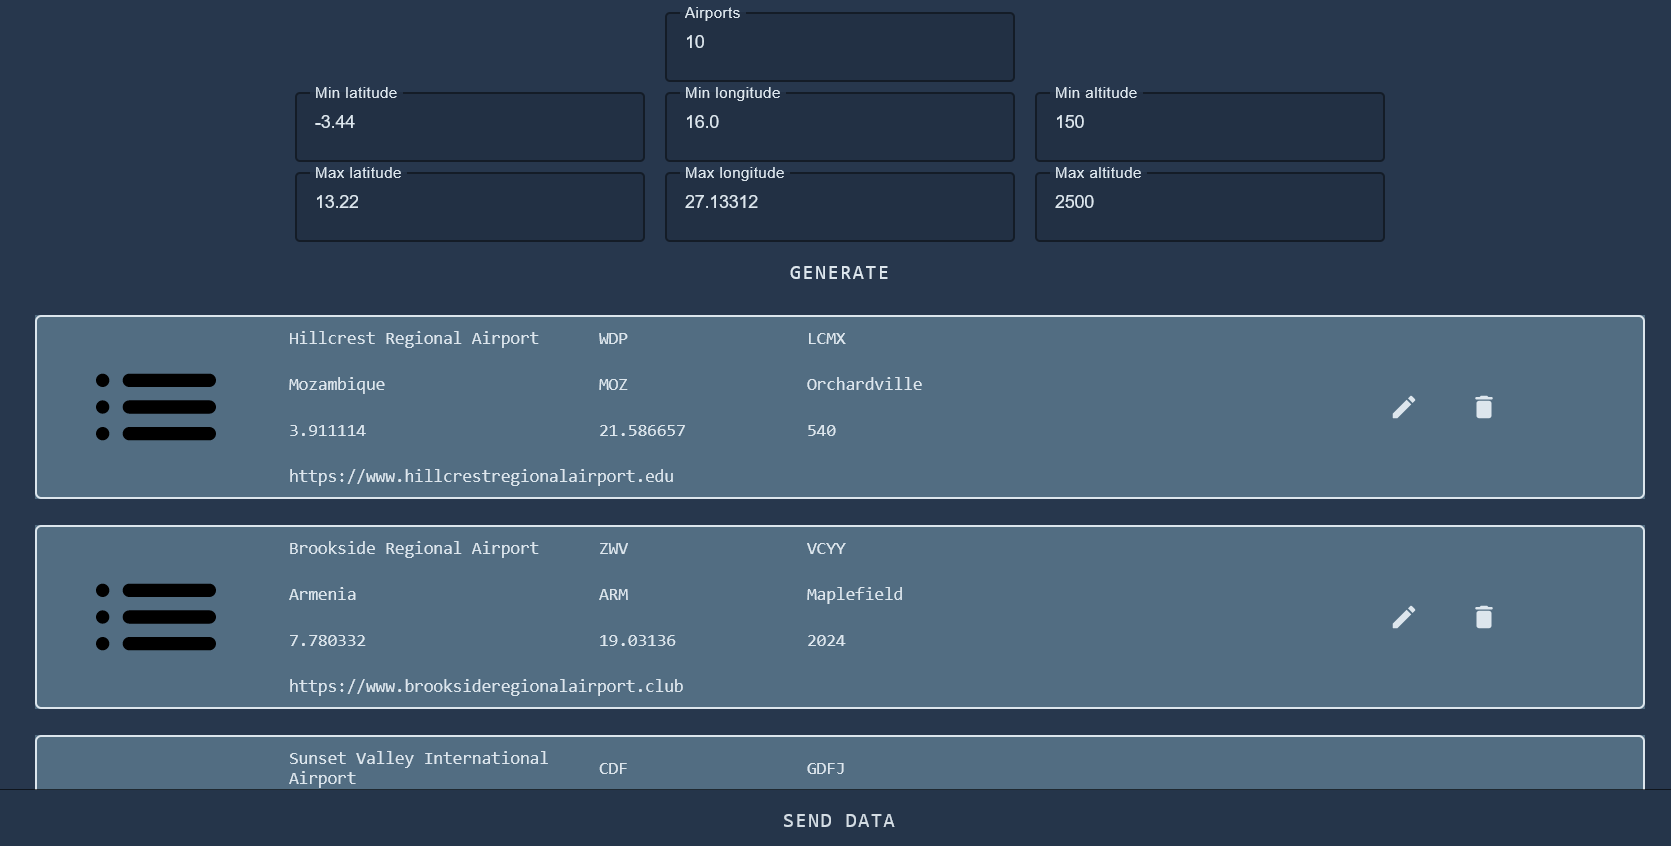 Airports
10
Min latitude
-3.44
Min longitude
16.0
Min altitude
150
Max latitude
13.22
Max longitude
27.13312
Max altitude
2500
GENERATE
Hillcrest Regional Airport WDP LCMX
Mozambique MOZ Orchardville
3.911114 21.586657 540
https://www.hillcrestregionalairport.edu
Brookside Regional Airport ZWV VCYY
Armenia ARM Maplefield
7.780332 19.03136 2024
https://www.brooksideregionalairport.club
Sunset Valley International
Airport
CDF GDFJ
SEND DATA